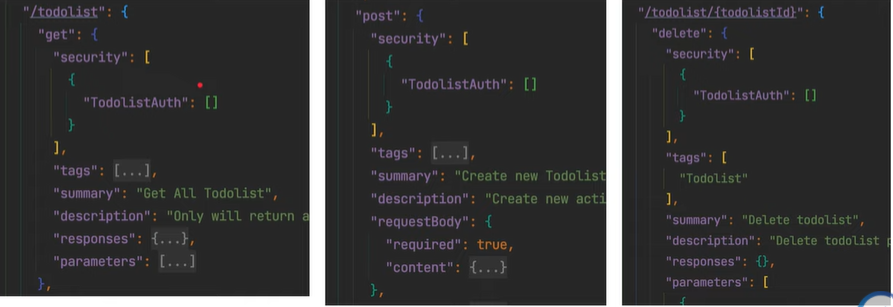 "/todolist": {
"get": {
"security": [
{
"TodolistAuth": []
}
],
"tags": [...],
"summary": "Get All Todolist",
"description": "Only will return a
"responses": {...},
"parameters": [...]
},
"post": {
"security": [
{
"TodolistAuth": []
}
],
"tags": [...],
"summary": "Create new Todolist
"description": "Create new acti
"requestBody": {
"required": true,
"content": {...}
},
"/todolist/{todolistId}": {
"delete": {
"security": [
{
"TodolistAuth": []
}
],
"tags": [
"Todolist"
],
"summary": "Delete todolist",
"description": "Delete todolist p
"responses": {},
"parameters": [
{